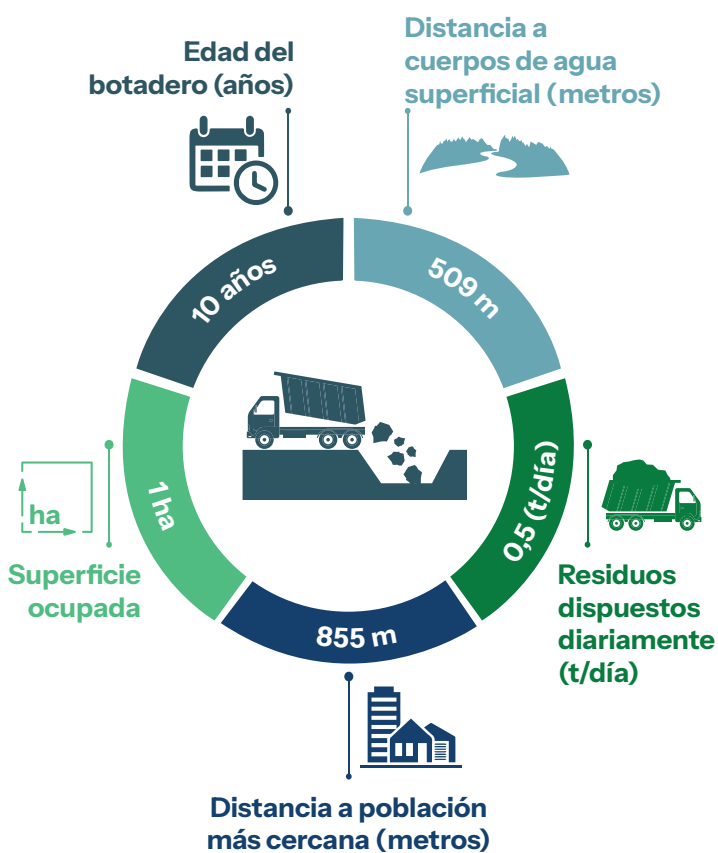 Edad del
botadero (años)
Distancia a
cuerpos de agua
superficial (metros)
10 años
509 m
0,5 (t/día)
1 ha
855 m
ha
Superficie
ocupada
Residuos
dispuestos
diariamente
(t/día)
Distancia a población
más cercana (metros)